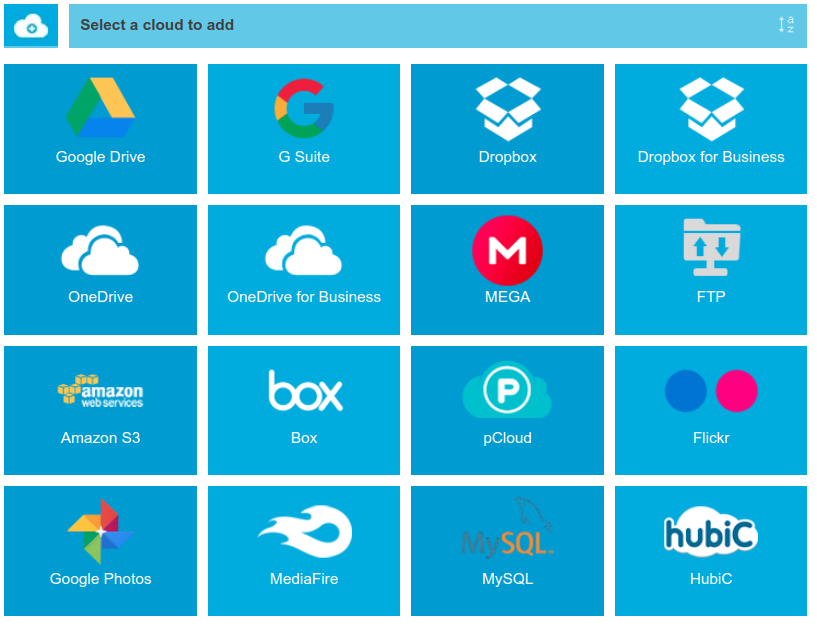 Select a cloud to add
a
z
Google Drive
G Suite
Dropbox
Dropbox for Business
OneDrive
OneDrive for Business
M
MEGA
FTP
amazon
web services
Amazon S3
box
Box
P
pCloud
Flickr
Google Photos
MediaFire
MySQL
MySQL
hubiC
HubiC